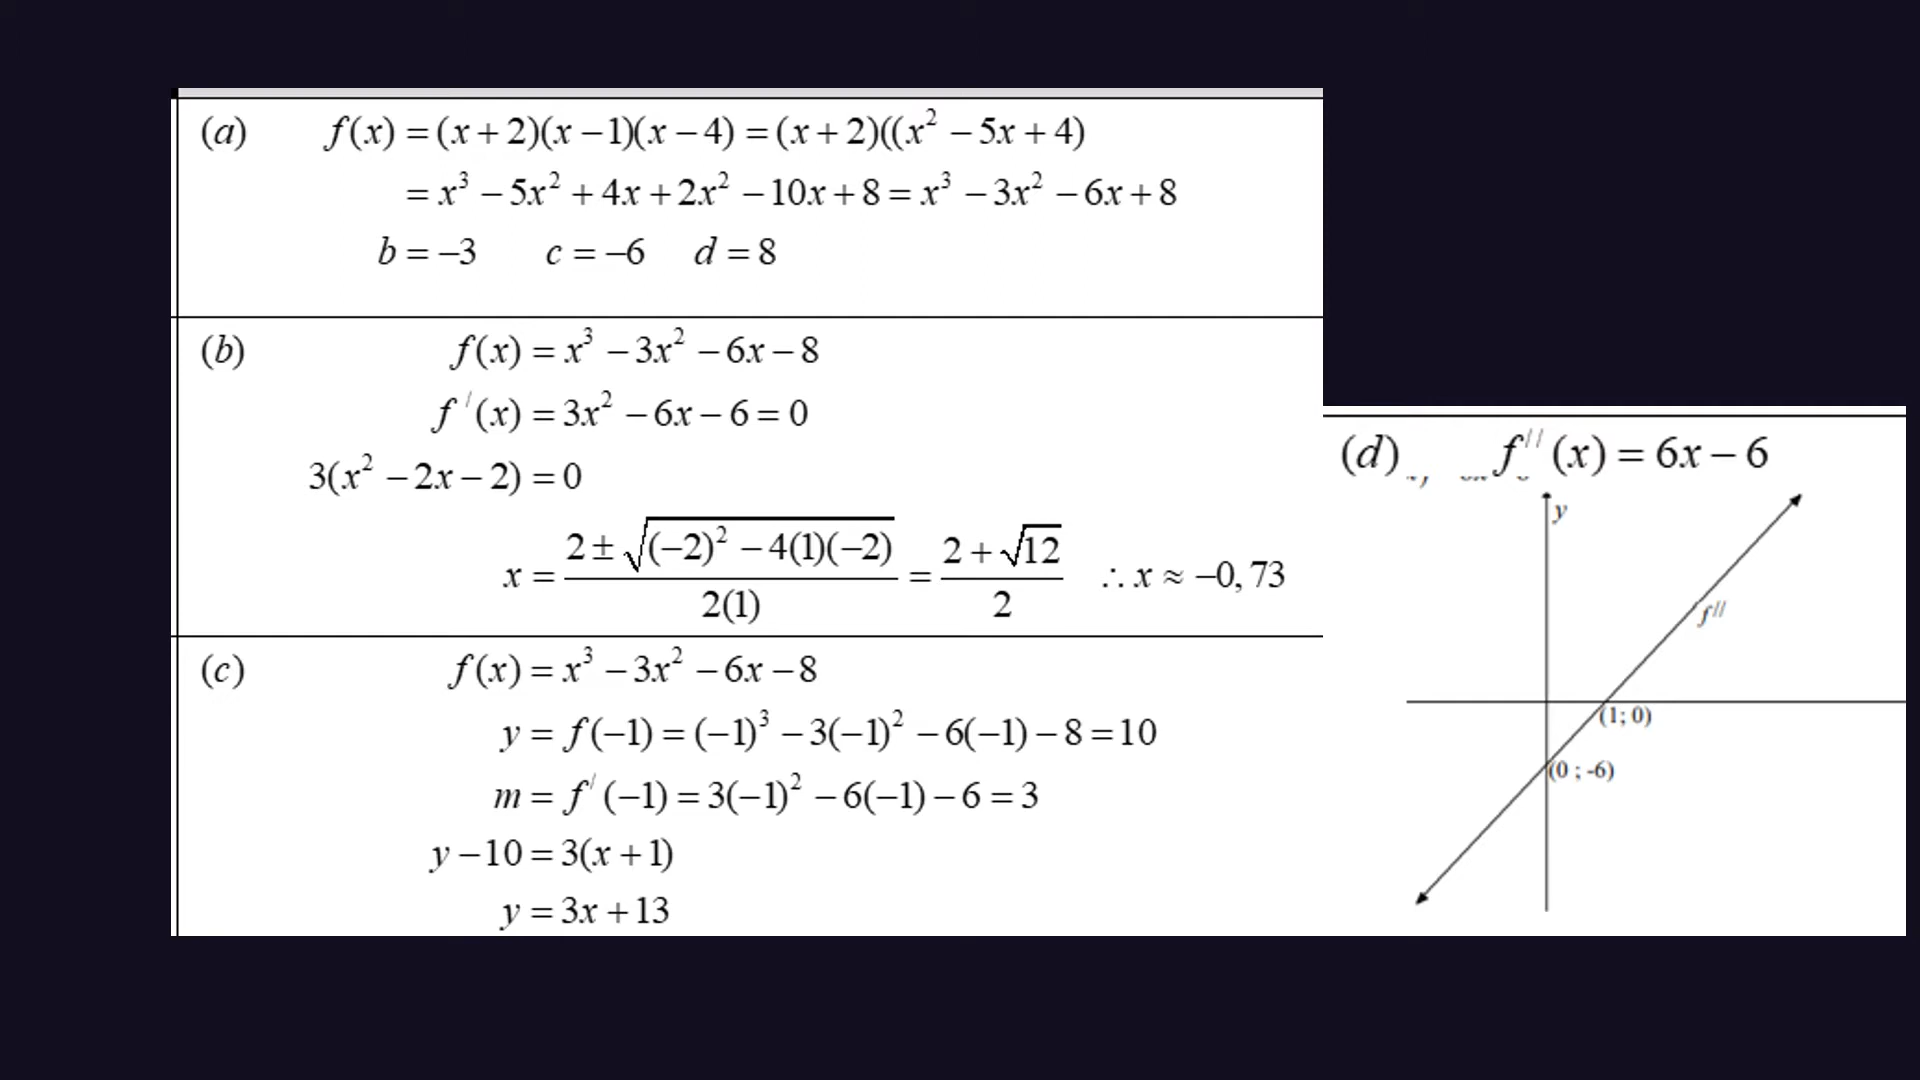 (a) f(x) = (x + 2)(x − 1)(x − 4) = (x + 2)((x² − 5x + 4)
= x³ − 5x² + 4x + 2x² − 10x + 8 = x³ − 3x² − 6x + 8
b = −3 c = −6 d = 8
(b) f(x) = x³ − 3x² − 6x − 8
f′(x) = 3x² − 6x − 6 = 0
3(x² − 2x − 2) = 0
x = (2 ± √((−2)² − 4(1)(−2))) / 2(1) = (2 + √12) / 2 ∴ x ≈ −0,73
(c) f(x) = x³ − 3x² − 6x − 8
y = f(−1) = (−1)³ − 3(−1)² − 6(−1) − 8 = 10
m = f′(−1) = 3(−1)² − 6(−1) − 6 = 3
y − 10 = 3(x + 1)
y = 3x + 13
(d) f′′(x) = 6x − 6
y
f′′
(1; 0)
(0 ; -6)